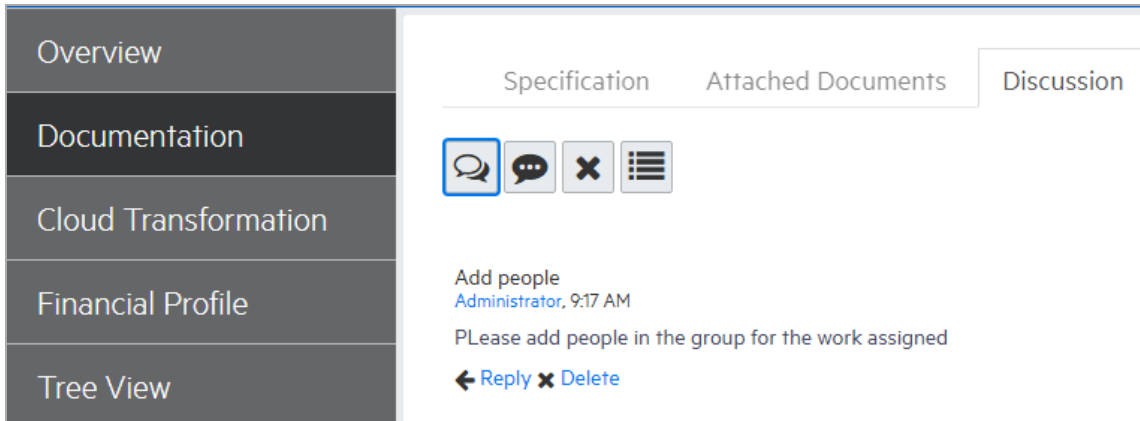 Overview
Documentation
Cloud Transformation
Financial Profile
Tree View
Specification Attached Documents Discussion
Add people
Administrator, 9:17 AM
PLease add people in the group for the work assigned
Reply Delete